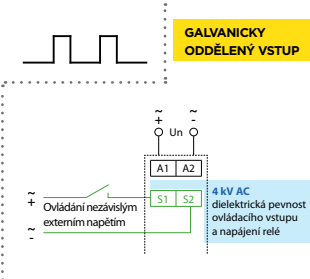 GALVANICKY
ODDĚLENÝ VSTUP
~ ~
+ -
Un
A1 A2
S1 S2
~
+
Ovládání nezávislým
externím napětím
~
-
4 kV AC
dielektrická pevnost
ovládacího vstupu
a napájení relé